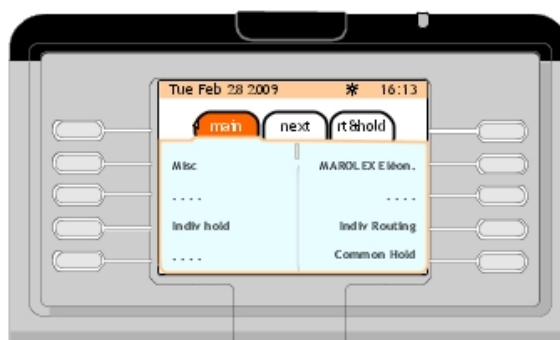 Tue Feb 28 2009 16:13
main next rt&hold
Misc MAROLEX Eléon.
. . . . . . . .
Indiv hold Indiv Routing
. . . . Common Hold